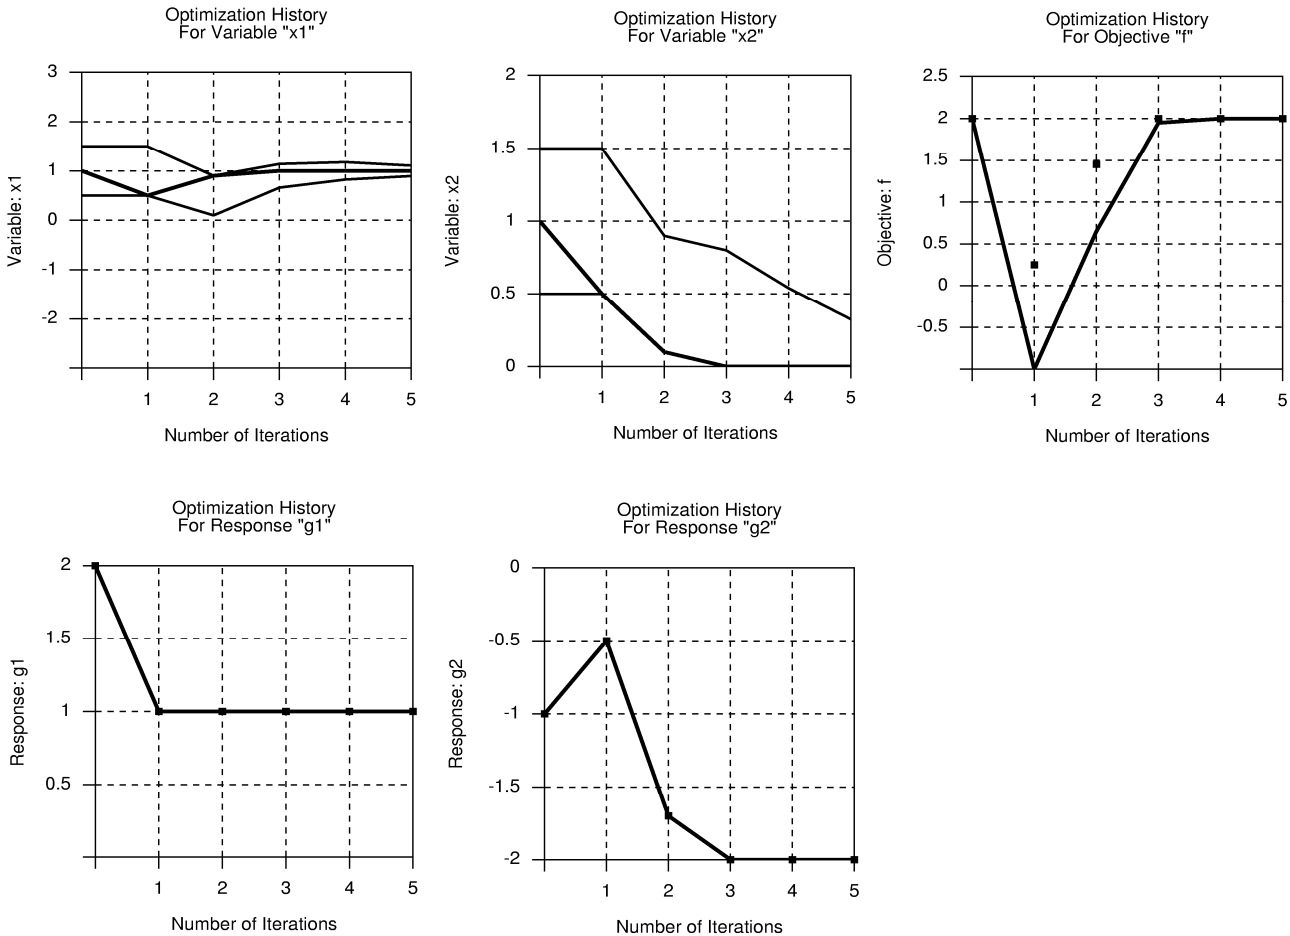 Optimization History
For Variable "x1"
3
2
1
0
-1
-2
Variable: x1
1 2 3 4 5
Number of Iterations
Optimization History
For Variable "x2"
2
1.5
1
0.5
0
Variable: x2
1 2 3 4 5
Number of Iterations
Optimization History
For Objective "f"
2.5
2
1.5
1
0.5
0
-0.5
Objective: f
1 2 3 4 5
Number of Iterations
Optimization History
For Response "g1"
2
1.5
1
0.5
Response: g1
1 2 3 4 5
Number of Iterations
Optimization History
For Response "g2"
0
-0.5
-1
-1.5
-2
Response: g2
1 2 3 4 5
Number of Iterations